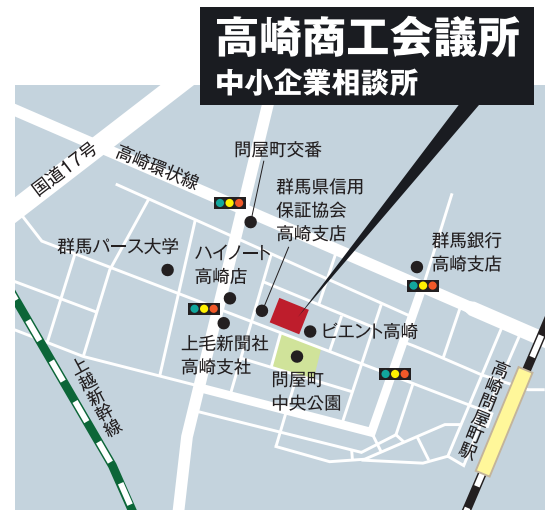 高崎商工会議所
中小企業相談所
国道17号
高崎環状線
問屋町交番
群馬県信用
保証協会
高崎支店
群馬パース大学
ハイノート
高崎店
群馬銀行
高崎支店
上毛新聞社
高崎支社
ビエント高崎
問屋町
中央公園
上越新幹線
高崎問屋町駅